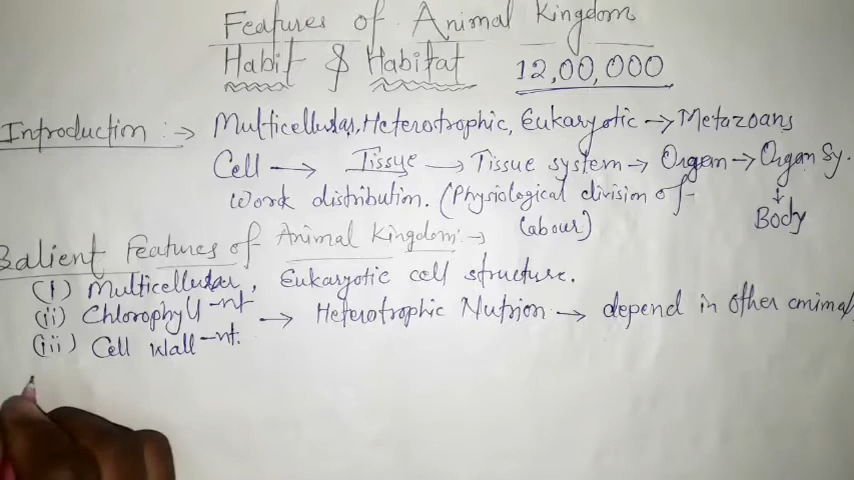 Features of Animal Kingdom
Habit & Habitat 12,00,000
Introduction :→ Multicellular, Heterotrophic, Eukaryotic → Metazoans
Cell → Tissye → Tissue system → Organ → Organ Sy.
Work distribution. (Physiological division of
labour)
↓
Body
Salient Features of Animal Kingdom :→
(i) Multicellular, Eukaryotic cell structure.
(ii) Chlorophyll -nt → Heterotrophic Nutrion → depend in other animal
(iii) Cell wall -nt.